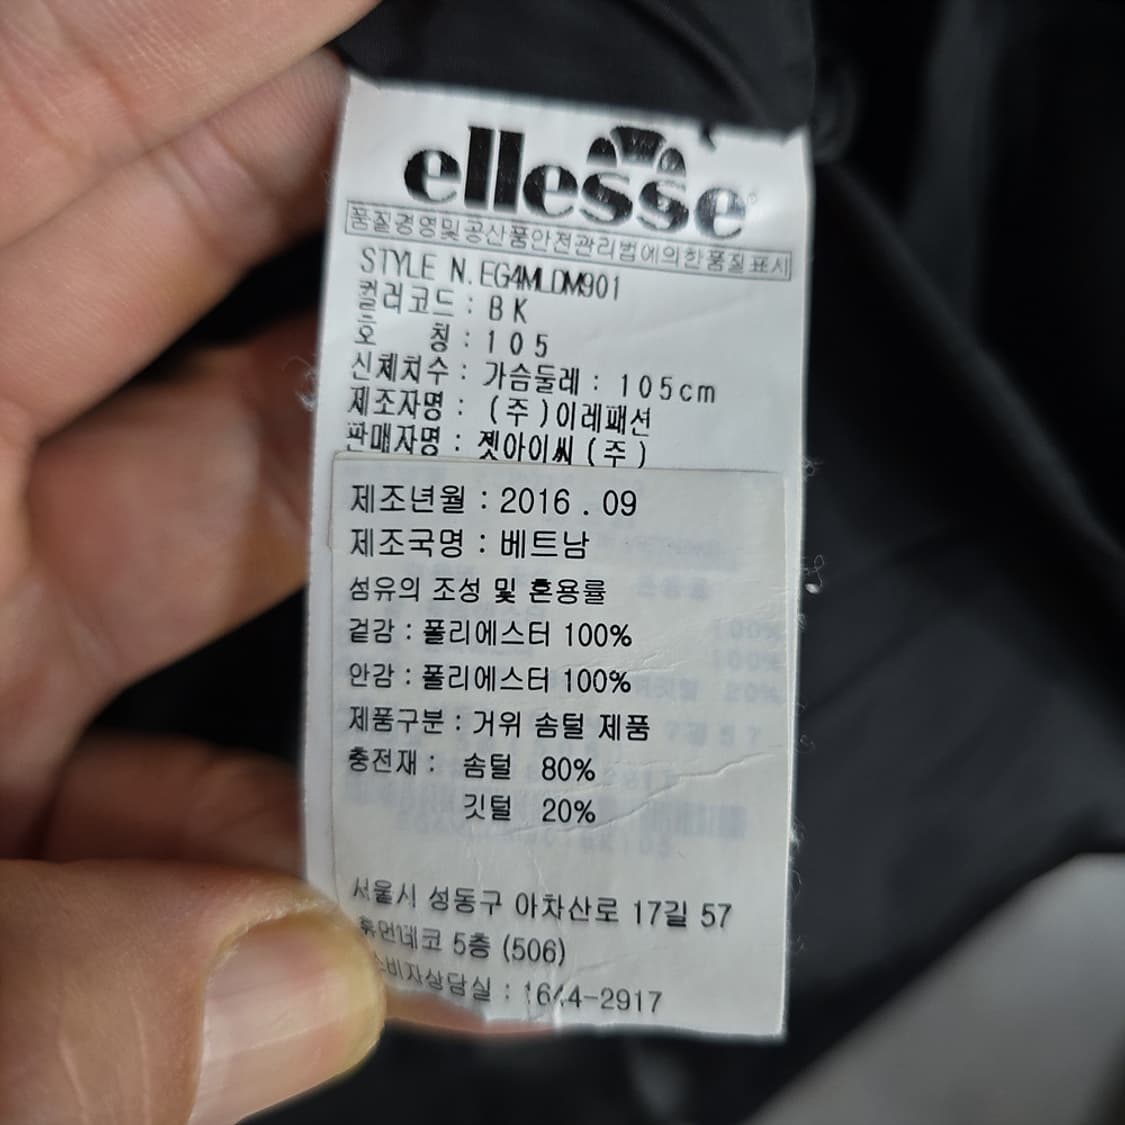 ellesse
품질경영및공산품안전관리법에의한품질표시
STYLE N. EG4MLDM901
컬러코드 : BK
호 칭 : 105
신체치수 : 가슴둘레 : 105cm
제조자명 : (주)이레패션
판매자명 : 젯아이씨(주)
제조년월 : 2016 . 09
제조국명 : 베트남
섬유의 조성 및 혼용률
겉감 : 폴리에스터 100%
안감 : 폴리에스터 100%
제품구분 : 거위 솜털 제품
충전재 : 솜털 80%
깃털 20%
서울시 성동구 아차산로 17길 57
휴먼네코 5층 (506)
소비자상담실 : 1644-2917